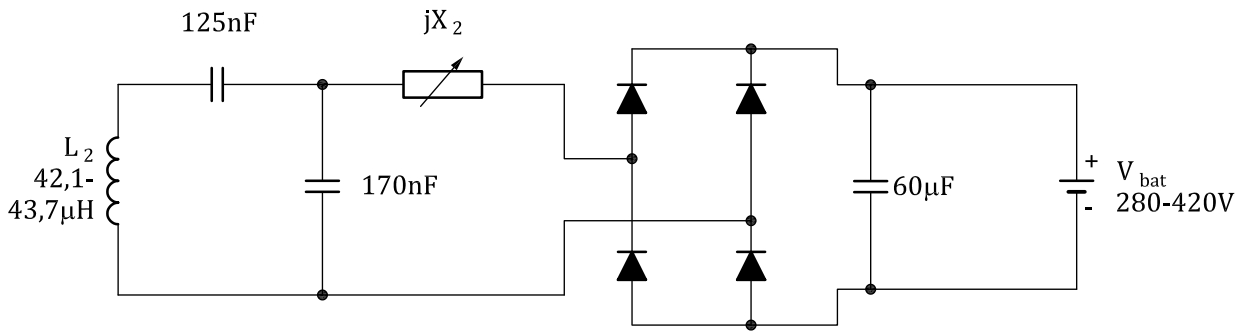 125nF
jX 2
L 2
42,1-
43,7μH
170nF
60μF
+
-
V bat
280-420V